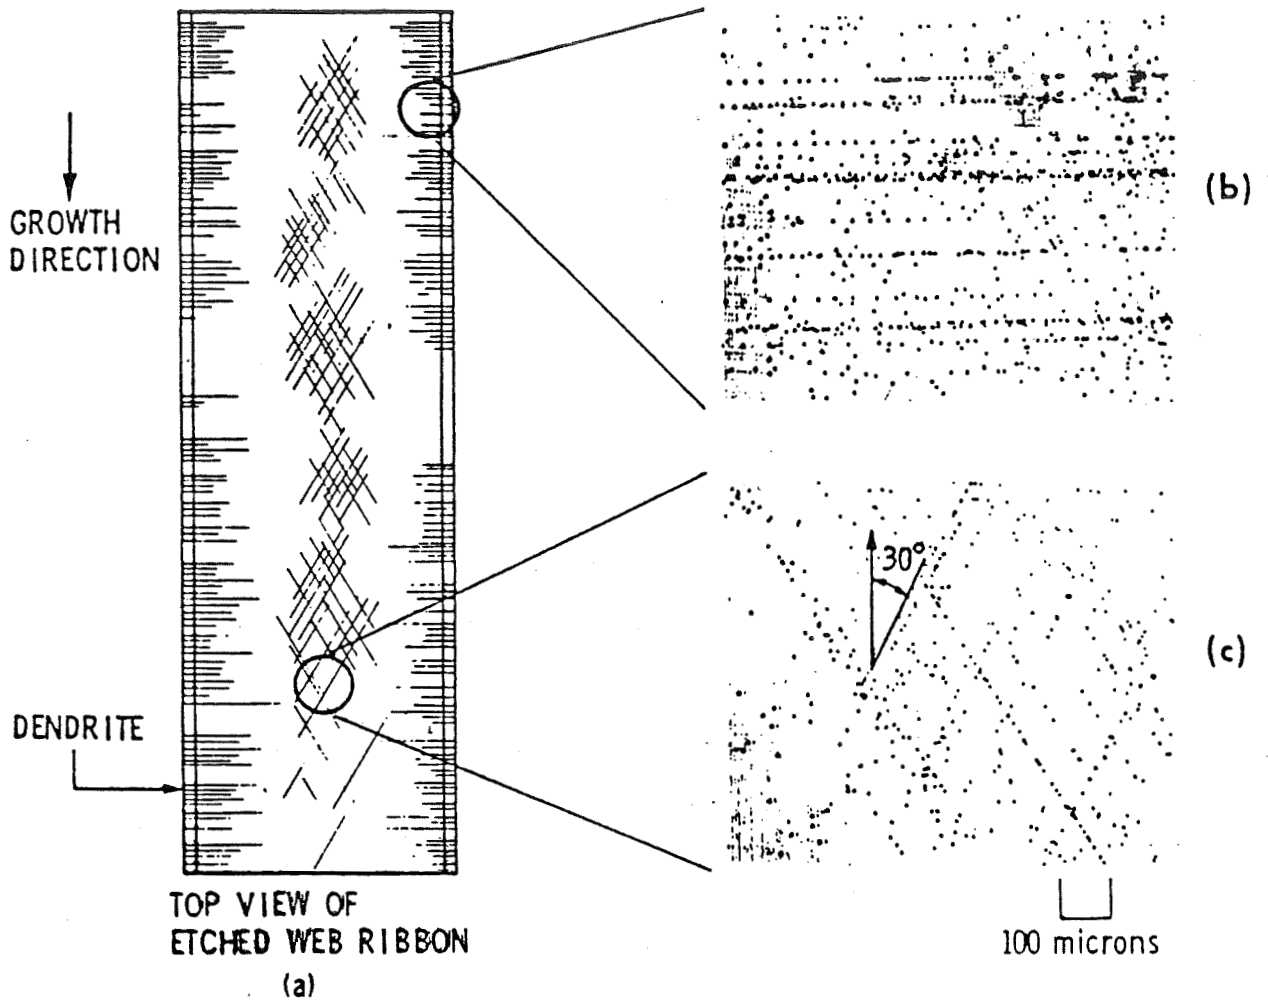 GROWTH
DIRECTION
DENDRITE
TOP VIEW OF
ETCHED WEB RIBBON
(a)
(b)
30°
(c)
100 microns